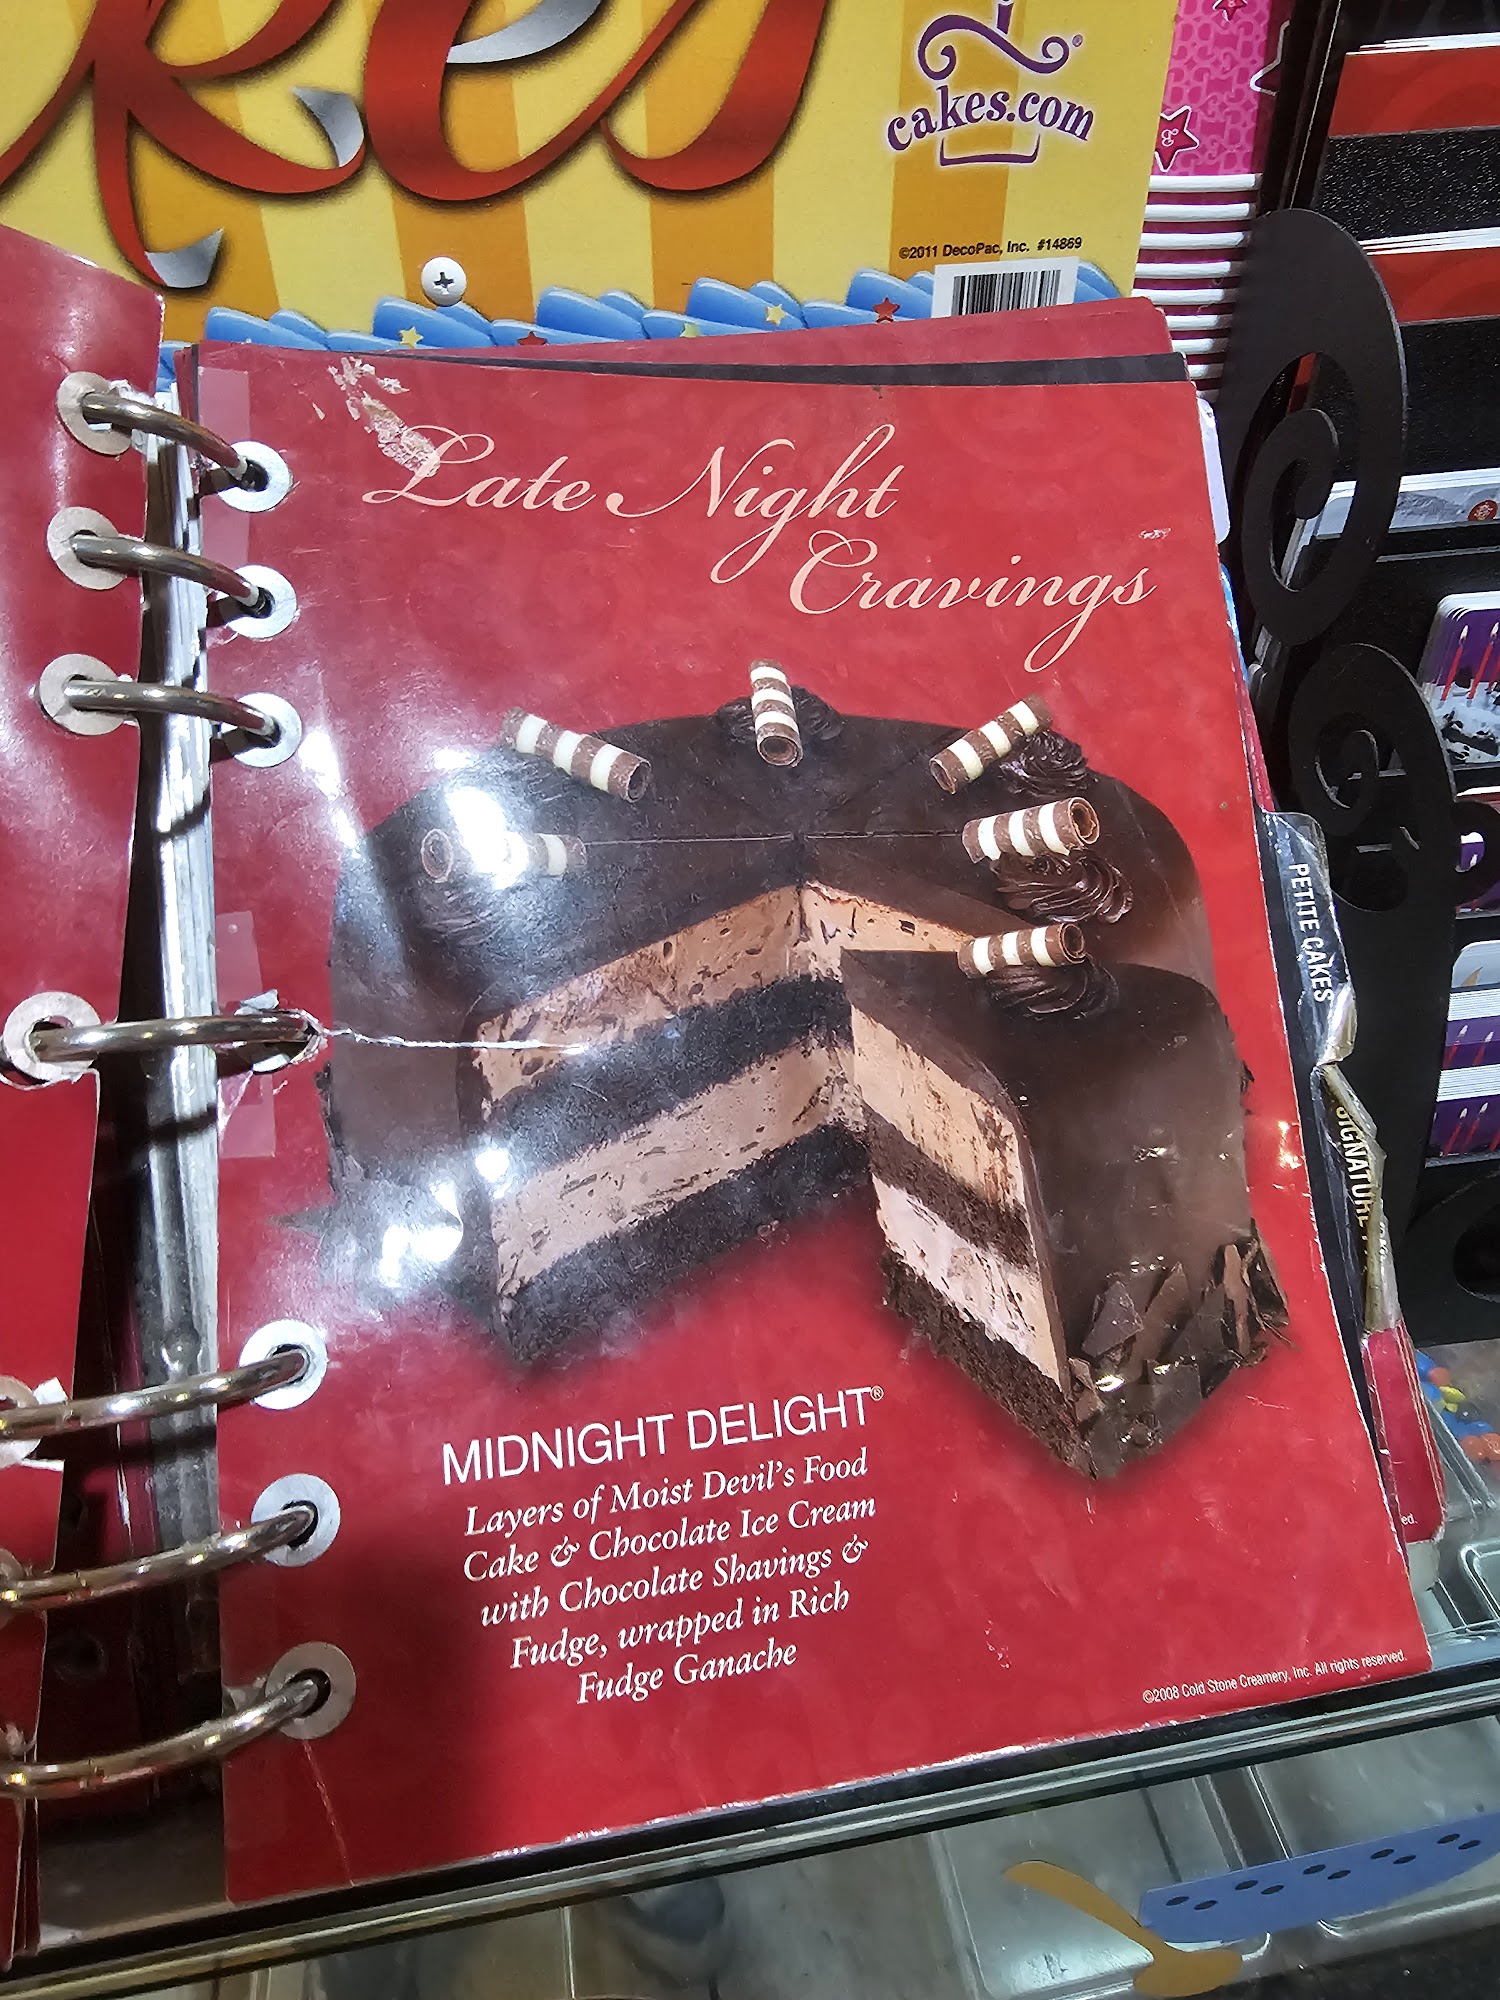 cakes.com
©2011 DecoPac, Inc. #14869
Late Night
Cravings
PETITE CAKES
SIGNATURE
MIDNIGHT DELIGHT®
Layers of Moist Devil's Food
Cake & Chocolate Ice Cream
with Chocolate Shavings &
Fudge, wrapped in Rich
Fudge Ganache
©2008 Cold Stone Creamery, Inc. All rights reserved.
ed.